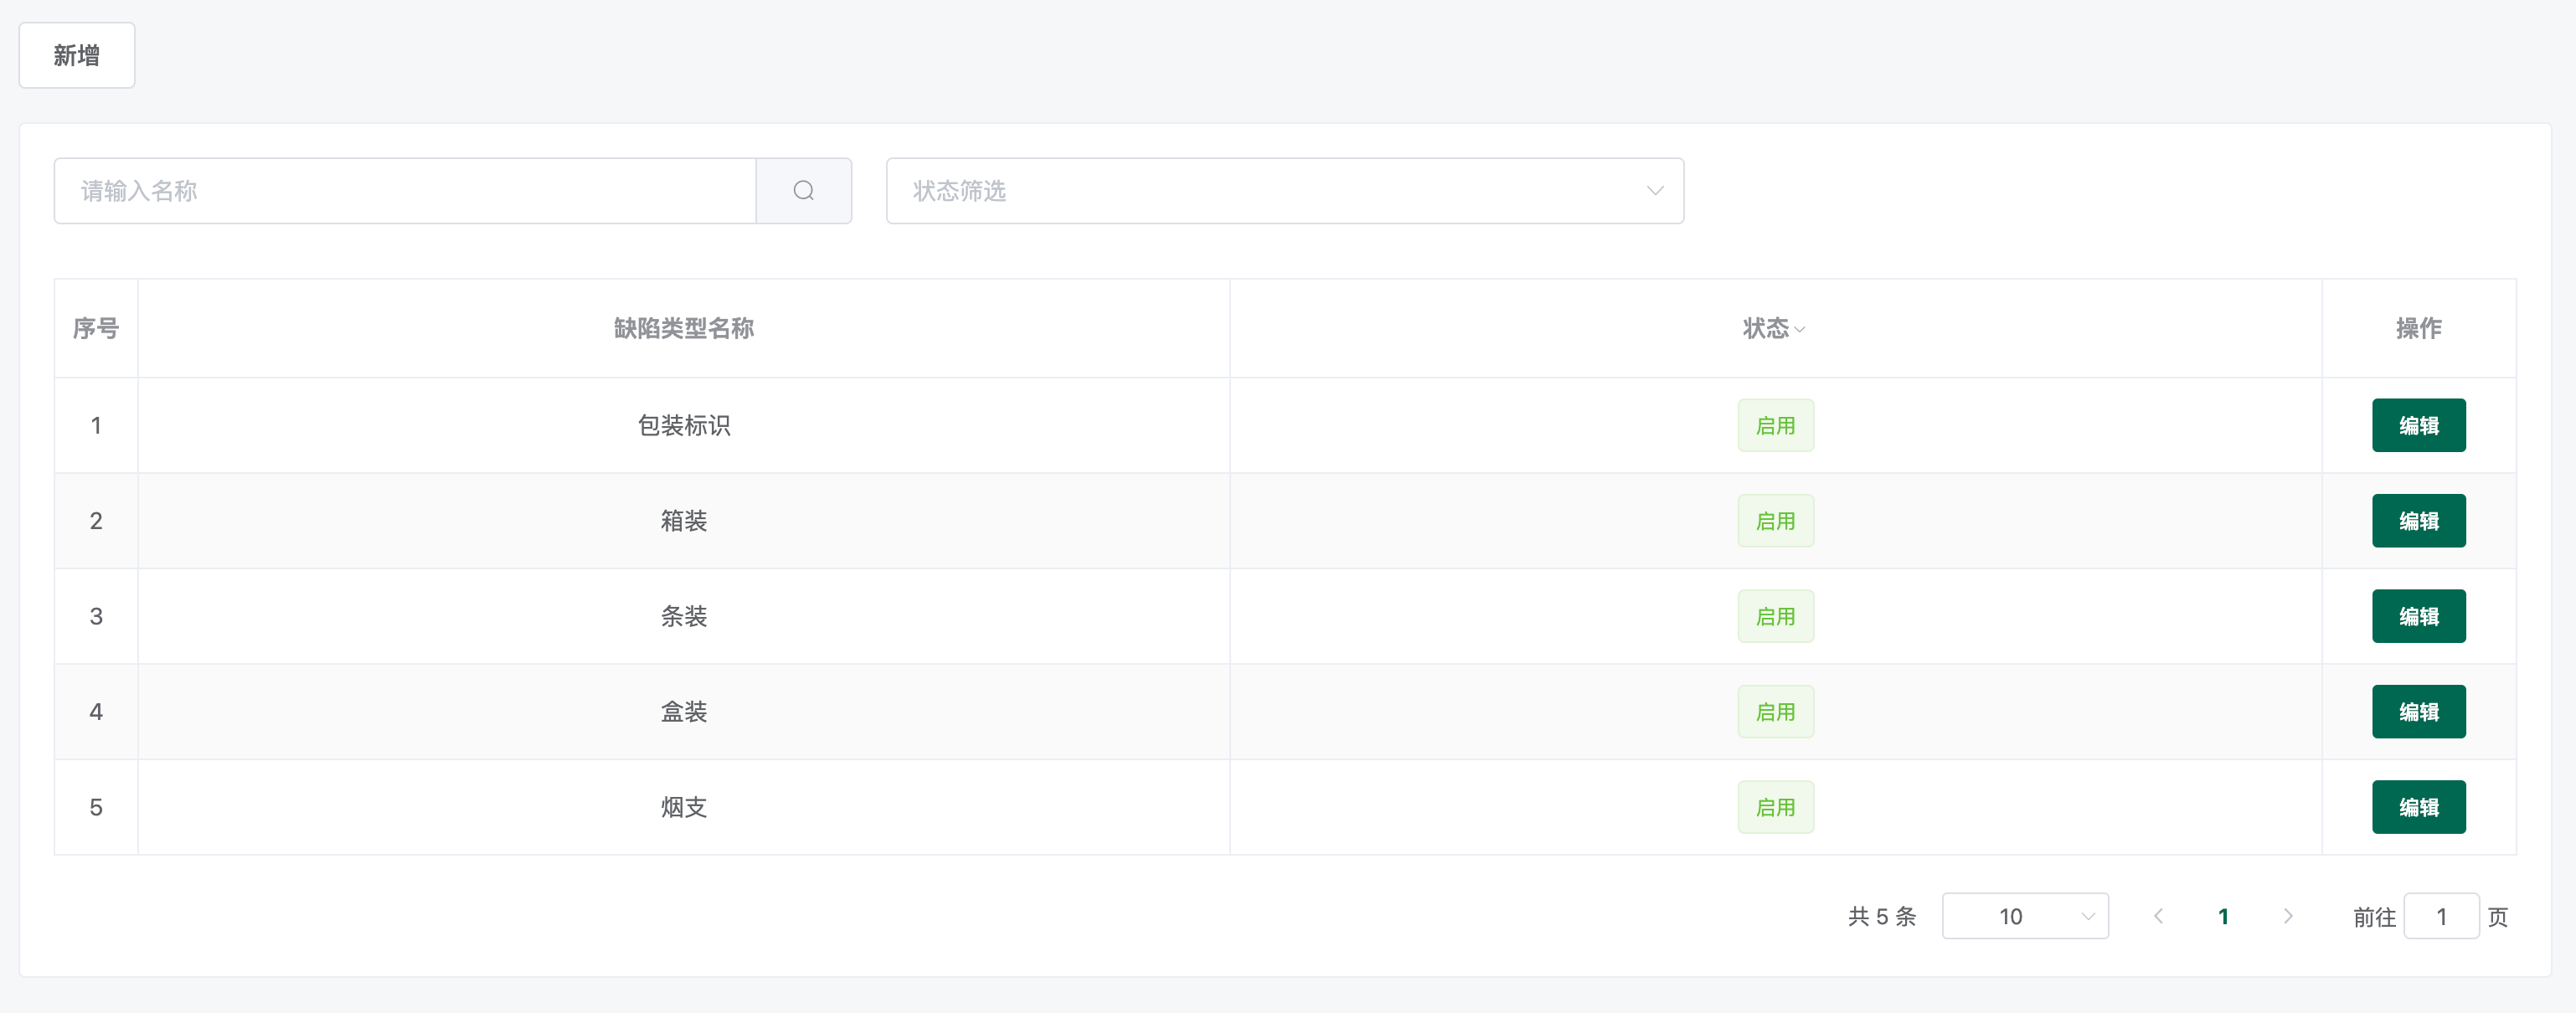 新增
请输入名称 状态筛选
序号 缺陷类型名称 状态 操作
1 包装标识 启用 编辑
2 箱装 启用 编辑
3 条装 启用 编辑
4 盒装 启用 编辑
5 烟支 启用 编辑
共 5 条 10 1 前往 1 页